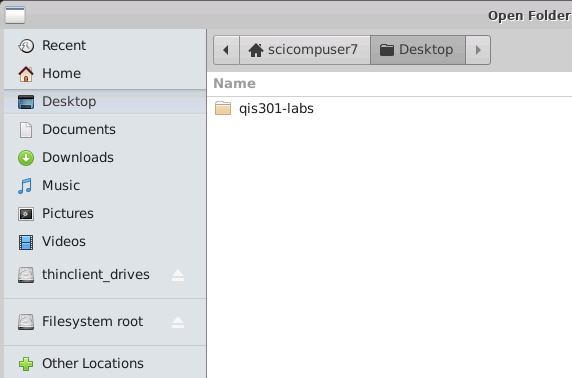 Open Folder
Recent
Home
Desktop
Documents
Downloads
Music
Pictures
Videos
thinclient_drives
Filesystem root
Other Locations
scicompuser7 Desktop
Name
qis301-labs